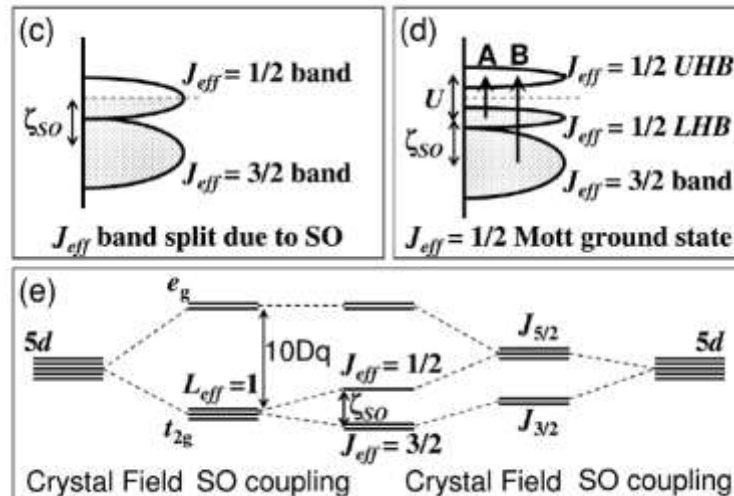 (c)
J_eff = 1/2 band
ζ_SO
J_eff = 3/2 band
J_eff band split due to SO
(d)
A B
J_eff = 1/2 UHB
U
J_eff = 1/2 LHB
ζ_SO
J_eff = 3/2 band
J_eff = 1/2 Mott ground state
(e)
e_g
5d
10Dq
J_5/2
5d
L_eff = 1
J_eff = 1/2
ζ_SO
t_2g
J_eff = 3/2
J_3/2
Crystal Field SO coupling Crystal Field SO coupling